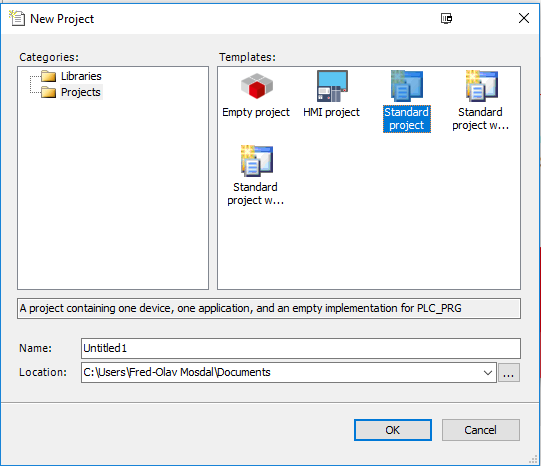 New Project
Categories:
Templates:
Libraries
Projects
Empty project
HMI project
Standard
project
Standard
project w...
Standard
project w...
A project containing one device, one application, and an empty implementation for PLC_PRG
Name:
Untitled1
Location:
C:\Users\Fred-Olav Mosdal\Documents
...
OK
Cancel